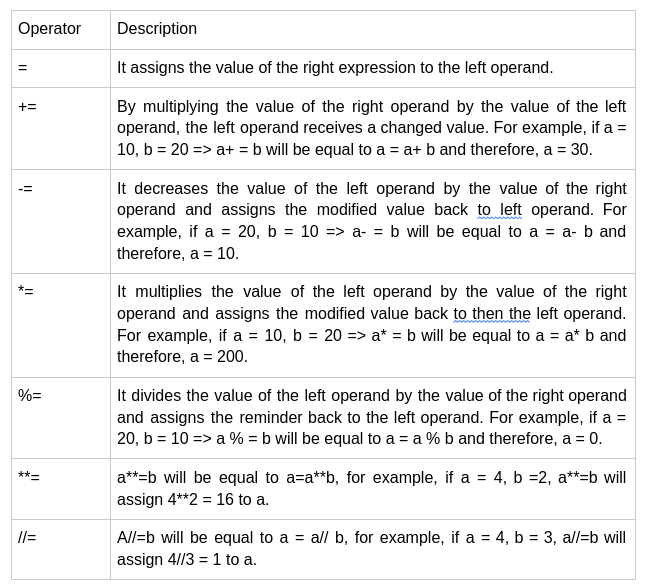 Operator Description
= It assigns the value of the right expression to the left operand.
+= By multiplying the value of the right operand by the value of the left
operand, the left operand receives a changed value. For example, if a =
10, b = 20 => a+ = b will be equal to a = a+ b and therefore, a = 30.
-= It decreases the value of the left operand by the value of the right
operand and assigns the modified value back to left operand. For
example, if a = 20, b = 10 => a- = b will be equal to a = a- b and
therefore, a = 10.
*= It multiplies the value of the left operand by the value of the right
operand and assigns the modified value back to then the left operand.
For example, if a = 10, b = 20 => a* = b will be equal to a = a* b and
therefore, a = 200.
%= It divides the value of the left operand by the value of the right operand
and assigns the reminder back to the left operand. For example, if a =
20, b = 10 => a % = b will be equal to a = a % b and therefore, a = 0.
**= a**=b will be equal to a=a**b, for example, if a = 4, b =2, a**=b will
assign 4**2 = 16 to a.
//= A//=b will be equal to a = a// b, for example, if a = 4, b = 3, a//=b will
assign 4//3 = 1 to a.